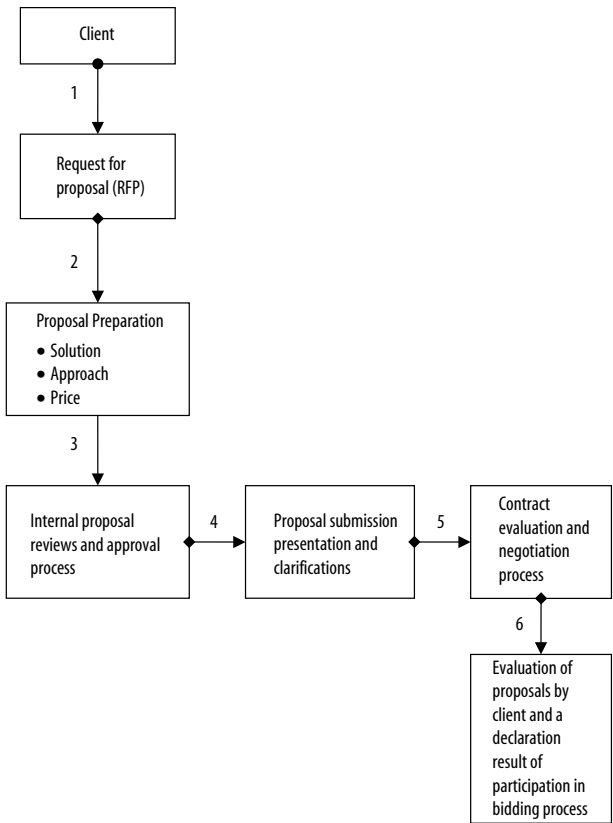 Client
1
Request for
proposal (RFP)
2
Proposal Preparation
• Solution
• Approach
• Price
3
Internal proposal
reviews and approval
process
4
Proposal submission
presentation and
clarifications
5
Contract
evaluation and
negotiation
process
6
Evaluation of
proposals by
client and a
declaration
result of
participation in
bidding process